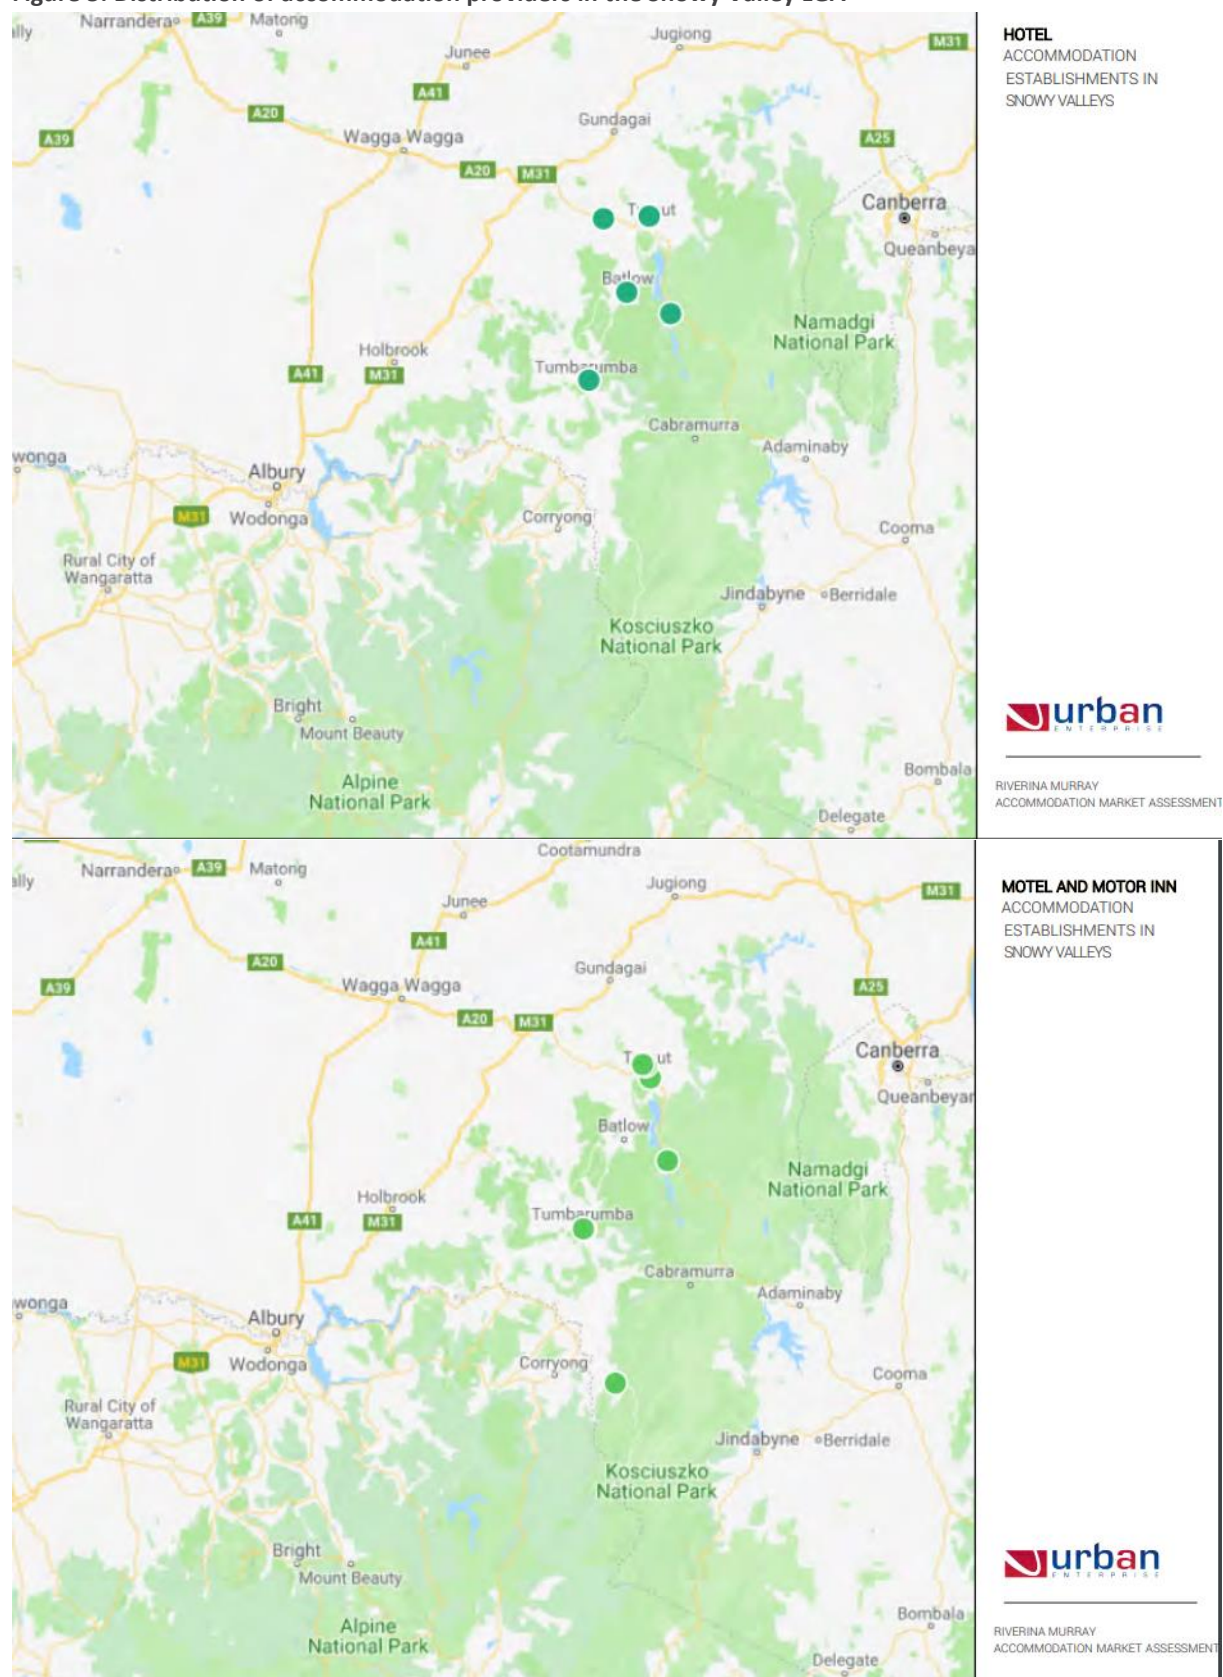 ally
Narrandera
A39
Matong
Jugiong
M31
Junee
A41
A20
Gundagai
A39
Wagga Wagga
A25
A20
M31
Canberra
Queanbeya
Batlow
Namadgi
National Park
Holbrook
A41
M31
Tumbarumba
Cabramurra
Adaminaby
wonga
Albury
M31
Wodonga
Corryong
Cooma
Rural City of
Wangaratta
Jindabyne
Berridale
Kosciuszko
National Park
Bright
Mount Beauty
Alpine
National Park
Bombala
Delegate
HOTEL
ACCOMMODATION
ESTABLISHMENTS IN
SNOWY VALLEYS
urban
ENTERPRISE
RIVERINA MURRAY
ACCOMMODATION MARKET ASSESSMENT
Cootamundra
ally
Narrandera
A39
Matong
Jugiong
M31
Junee
A41
A20
Gundagai
A39
Wagga Wagga
A25
A20
M31
Canberra
Queanbeyan
Batlow
Namadgi
National Park
Holbrook
A41
M31
Tumbarumba
Cabramurra
Adaminaby
wonga
Albury
M31
Wodonga
Corryong
Cooma
Rural City of
Wangaratta
Jindabyne
Berridale
Kosciuszko
National Park
Bright
Mount Beauty
Alpine
National Park
Bombala
Delegate
MOTEL AND MOTOR INN
ACCOMMODATION
ESTABLISHMENTS IN
SNOWY VALLEYS
urban
ENTERPRISE
RIVERINA MURRAY
ACCOMMODATION MARKET ASSESSMENT